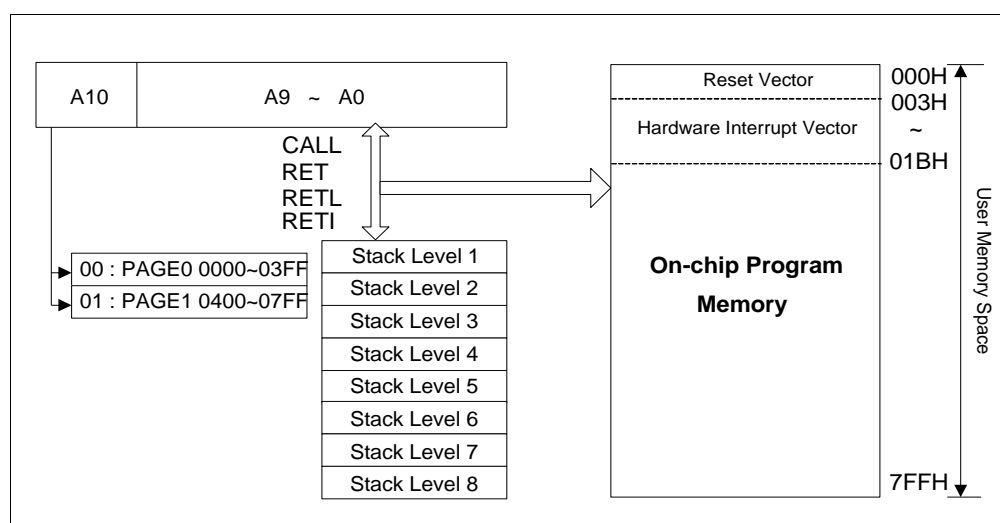 A10
A9 ~ A0
CALL
RET
RETL
RETI
00 : PAGE0 0000~03FF
01 : PAGE1 0400~07FF
Stack Level 1
Stack Level 2
Stack Level 3
Stack Level 4
Stack Level 5
Stack Level 6
Stack Level 7
Stack Level 8
Reset Vector
Hardware Interrupt Vector
On-chip Program
Memory
000H
003H
~
01BH
7FFH
User Memory Space